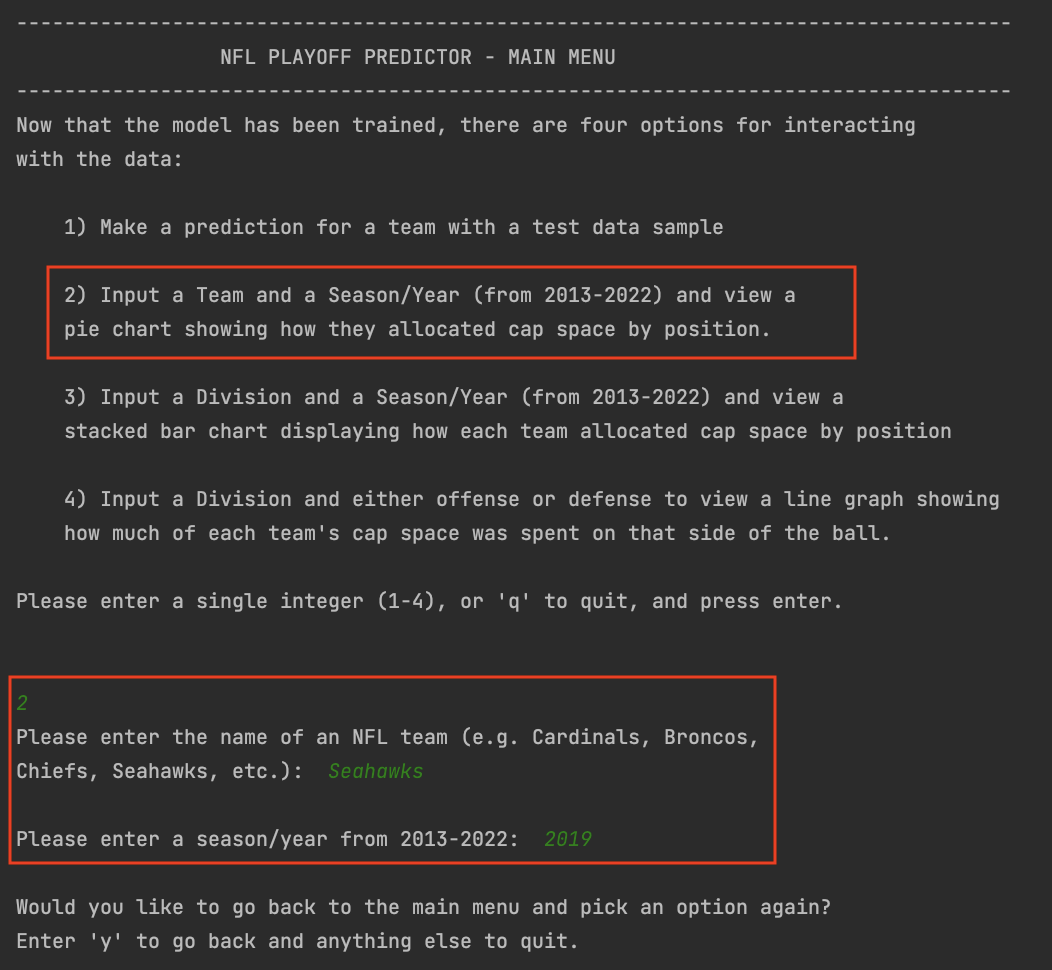 -----------------------------------------------------------------------------------
NFL PLAYOFF PREDICTOR - MAIN MENU
-----------------------------------------------------------------------------------
Now that the model has been trained, there are four options for interacting
with the data:
1) Make a prediction for a team with a test data sample
2) Input a Team and a Season/Year (from 2013-2022) and view a
pie chart showing how they allocated cap space by position.
3) Input a Division and a Season/Year (from 2013-2022) and view a
stacked bar chart displaying how each team allocated cap space by position
4) Input a Division and either offense or defense to view a line graph showing
how much of each team's cap space was spent on that side of the ball.
Please enter a single integer (1-4), or 'q' to quit, and press enter.
2
Please enter the name of an NFL team (e.g. Cardinals, Broncos,
Chiefs, Seahawks, etc.):  Seahawks
Please enter a season/year from 2013-2022:  2019
Would you like to go back to the main menu and pick an option again?
Enter 'y' to go back and anything else to quit.